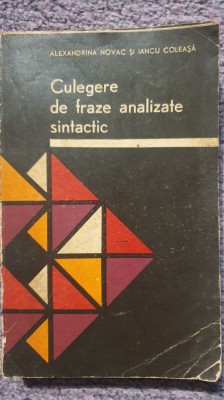 ALEXANDRINA NOVAC ȘI IANCU COLEAȘĂ
Culegere
de fraze analizate
sintactic